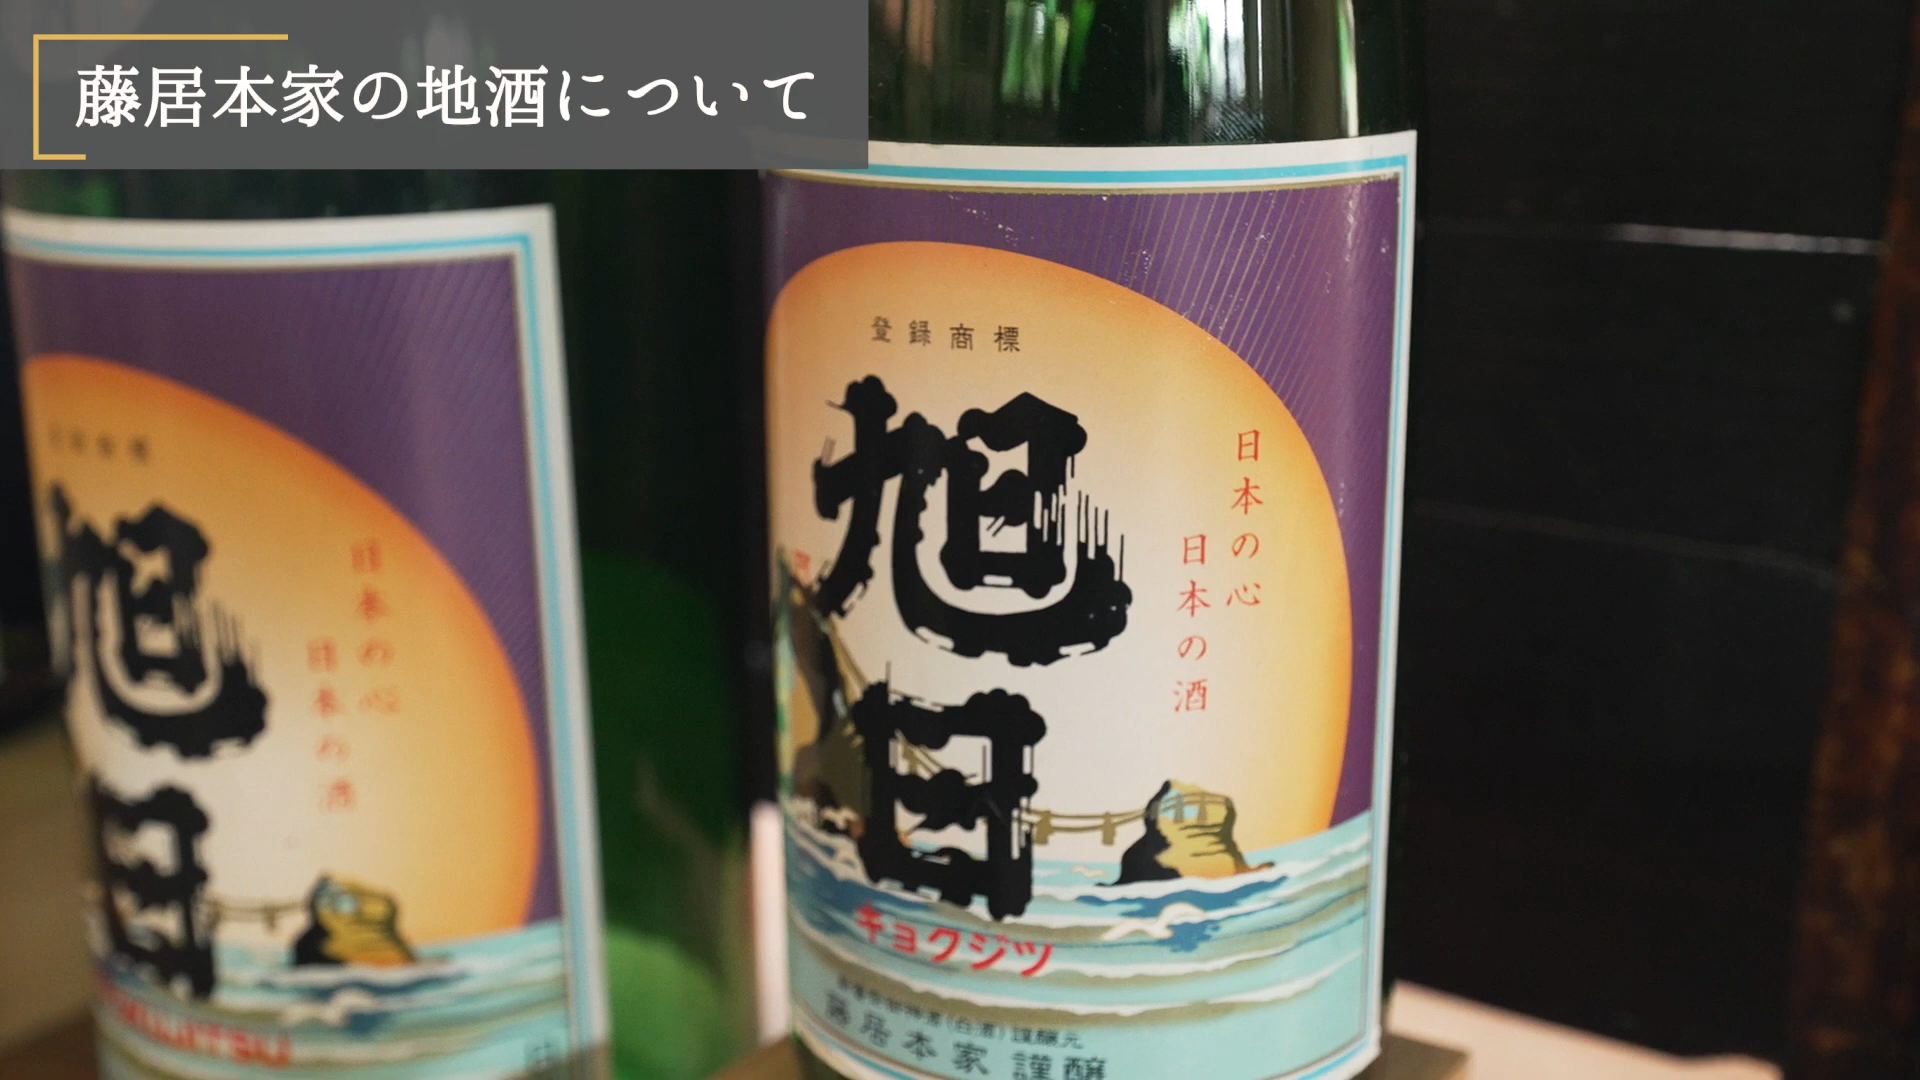 藤居本家の地酒について
登録商標
旭日
日本の心
日本の酒
キョクジツ
藤居本家 謹醸
日本の心
日本の酒
旭日